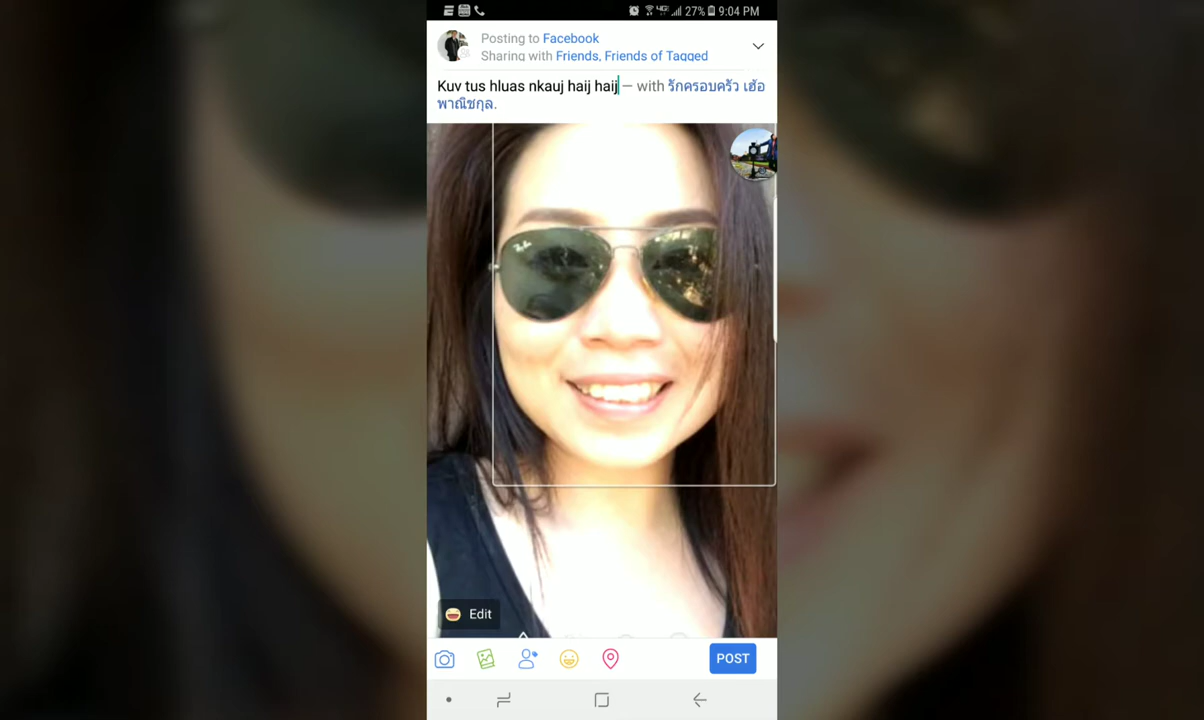 27% 9:04 PM
Posting to Facebook
Sharing with Friends, Friends of Tagged
Kuv tus hluas nkauj haij haij — with รักครอบครัว เฮ้อ
พาณิชกุล.
Ray-Ban
Edit
POST